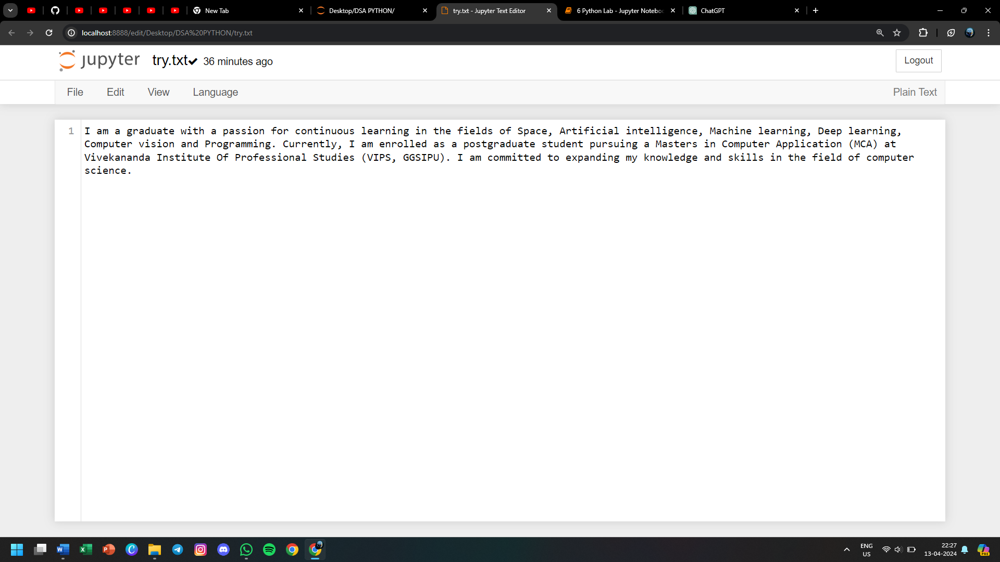 New Tab
Desktop/DSA PYTHON/
try.txt - Jupyter Text Editor
6 Python Lab - Jupyter Notebo
ChatGPT
localhost:8888/edit/Desktop/DSA%20PYTHON/try.txt
jupyter try.txt 36 minutes ago
Logout
File Edit View Language Plain Text
1 I am a graduate with a passion for continuous learning in the fields of Space, Artificial intelligence, Machine learning, Deep learning,
Computer vision and Programming. Currently, I am enrolled as a postgraduate student pursuing a Masters in Computer Application (MCA) at
Vivekananda Institute Of Professional Studies (VIPS, GGSIPU). I am committed to expanding my knowledge and skills in the field of computer
science.
ENG
US
22:27
13-04-2024
PRE